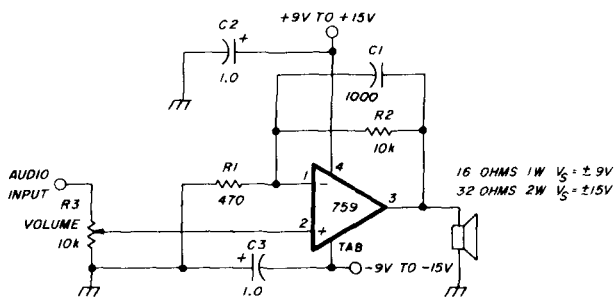 +9V TO +15V
C2
+
1.0
C1
1000
R2
10k
16 OHMS 1W VS = ± 9V
32 OHMS 2W VS = ±15V
AUDIO
INPUT
R1
470
1
−
4
759
3
R3
VOLUME
10k
2
+
TAB
C3
+
1.0
−9V TO −15V